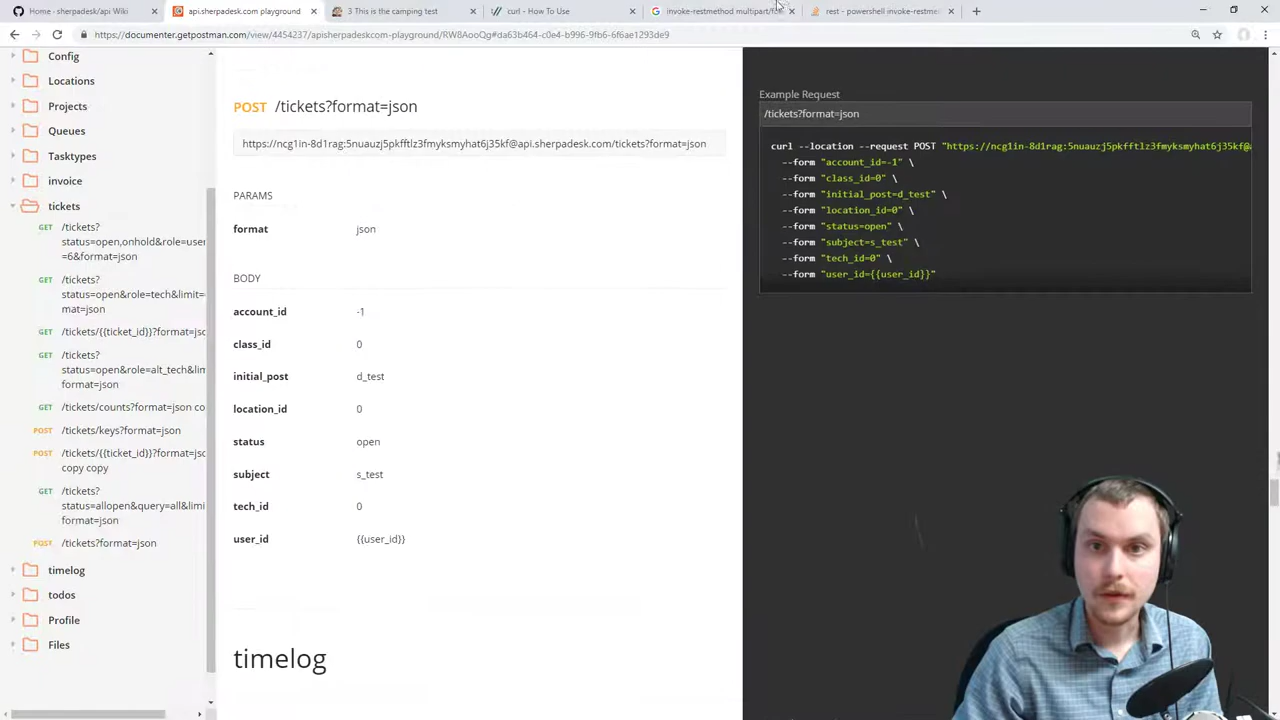 Home - sherpadesk/api Wiki
api.sherpadesk.com playground
3 This is the camping test
curl - How To Use
invoke-restmethod multipart/for
rest - powershell invoke-restme
https://documenter.getpostman.com/view/4454237/apisherpadeskcom-playground/RW8AooQg#da63b464-c0e4-b996-9fb6-6f6ae1293de9
Config
Locations
Projects
Queues
Tasktypes
invoice
tickets
GET /tickets?
status=open,onhold&role=user
=6&format=json
GET /tickets?
status=open&role=tech&limit=
mat=json
GET /tickets/{{ticket_id}}?format=jsc
GET /tickets?
status=open&role=alt_tech&lim
format=json
GET /tickets/counts?format=json co
POST /tickets/keys?format=json
POST /tickets/{{ticket_id}}?format=jsc
copy copy
GET /tickets?
status=allopen&query=all&limi
format=json
POST /tickets?format=json
timelog
todos
Profile
Files
POST /tickets?format=json
https://ncg1in-8d1rag:5nuauzj5pkfftlz3fmyksmyhat6j35kf@api.sherpadesk.com/tickets?format=json
PARAMS
format json
BODY
account_id -1
class_id 0
initial_post d_test
location_id 0
status open
subject s_test
tech_id 0
user_id {{user_id}}
timelog
Example Request
/tickets?format=json
curl --location --request POST "https://ncg1in-8d1rag:5nuauzj5pkfftlz3fmyksmyhat6j35kf@a
--form "account_id=-1" \
--form "class_id=0" \
--form "initial_post=d_test" \
--form "location_id=0" \
--form "status=open" \
--form "subject=s_test" \
--form "tech_id=0" \
--form "user_id={{user_id}}"